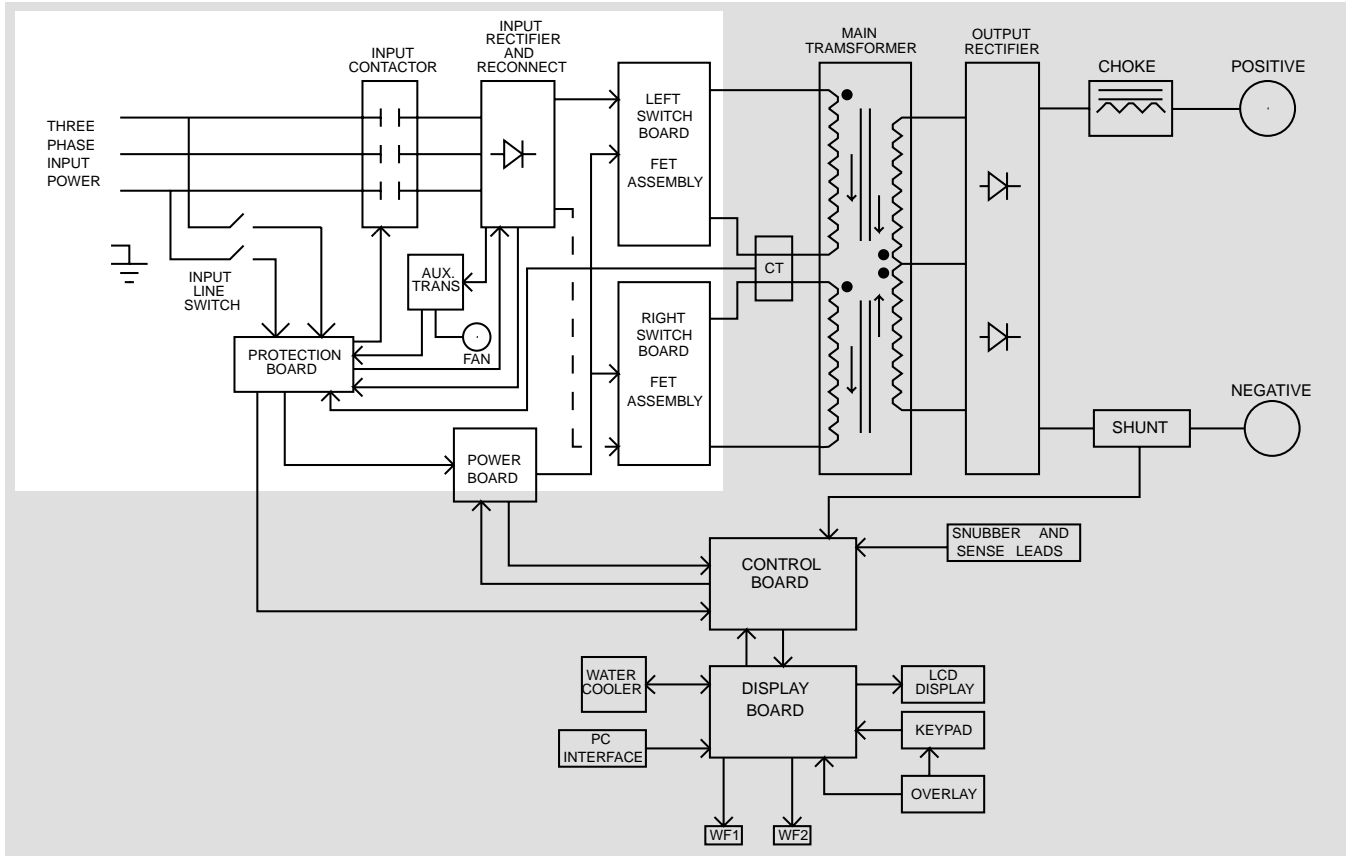 INPUT
RECTIFIER
AND
RECONNECT
INPUT
CONTACTOR
MAIN
TRAMSFORMER
OUTPUT
RECTIFIER
CHOKE
POSITIVE
THREE
PHASE
INPUT
POWER
LEFT
SWITCH
BOARD
FET
ASSEMBLY
INPUT
LINE
SWITCH
AUX.
TRANS
FAN
CT
PROTECTION
BOARD
RIGHT
SWITCH
BOARD
FET
ASSEMBLY
NEGATIVE
SHUNT
POWER
BOARD
CONTROL
BOARD
SNUBBER AND
SENSE LEADS
WATER
COOLER
DISPLAY
BOARD
LCD
DISPLAY
PC
INTERFACE
KEYPAD
OVERLAY
WF1
WF2